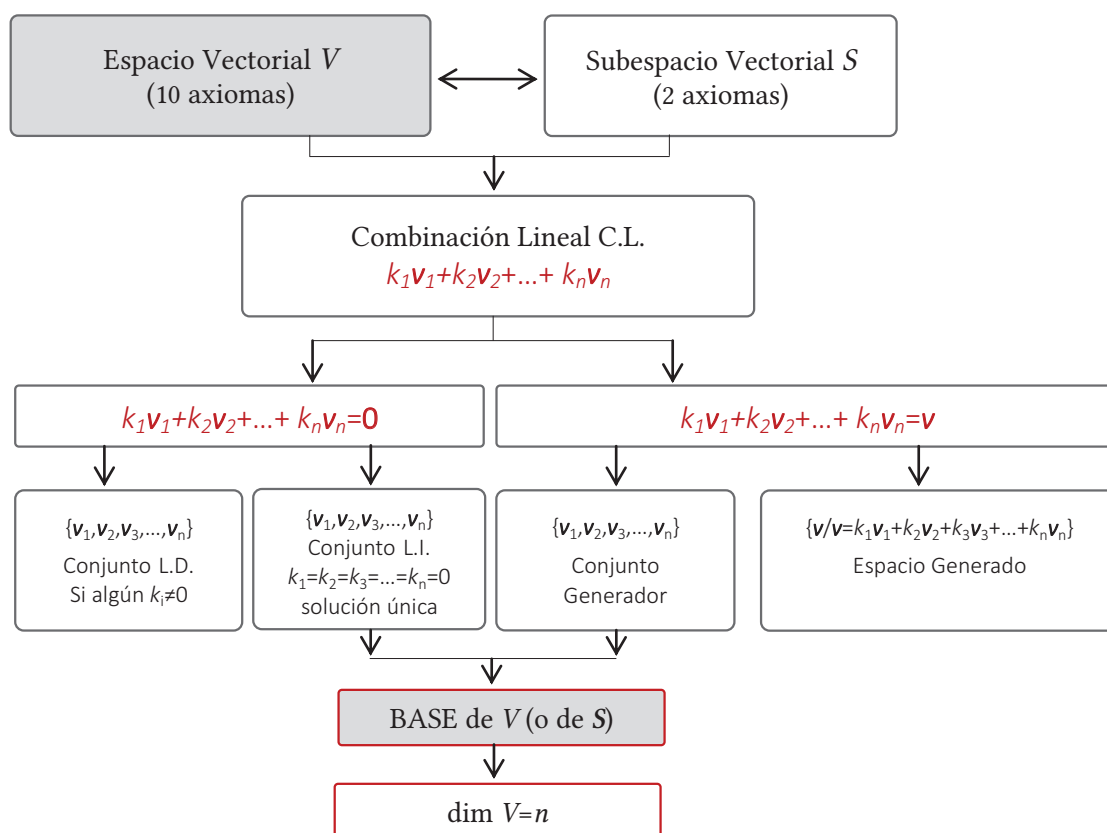 Espacio Vectorial V
(10 axiomas)
Subespacio Vectorial S
(2 axiomas)
Combinación Lineal C.L.
k₁v₁+k₂v₂+...+ kₙvₙ
k₁v₁+k₂v₂+...+ kₙvₙ=0
k₁v₁+k₂v₂+...+ kₙvₙ=v
{v₁,v₂,v₃,...,vₙ}
Conjunto L.D.
Si algún kᵢ≠0
{v₁,v₂,v₃,...,vₙ}
Conjunto L.I.
k₁=k₂=k₃=...=kₙ=0
solución única
{v₁,v₂,v₃,...,vₙ}
Conjunto
Generador
{v/v=k₁v₁+k₂v₂+k₃v₃+...+kₙvₙ}
Espacio Generado
BASE de V (o de S)
dim V=n